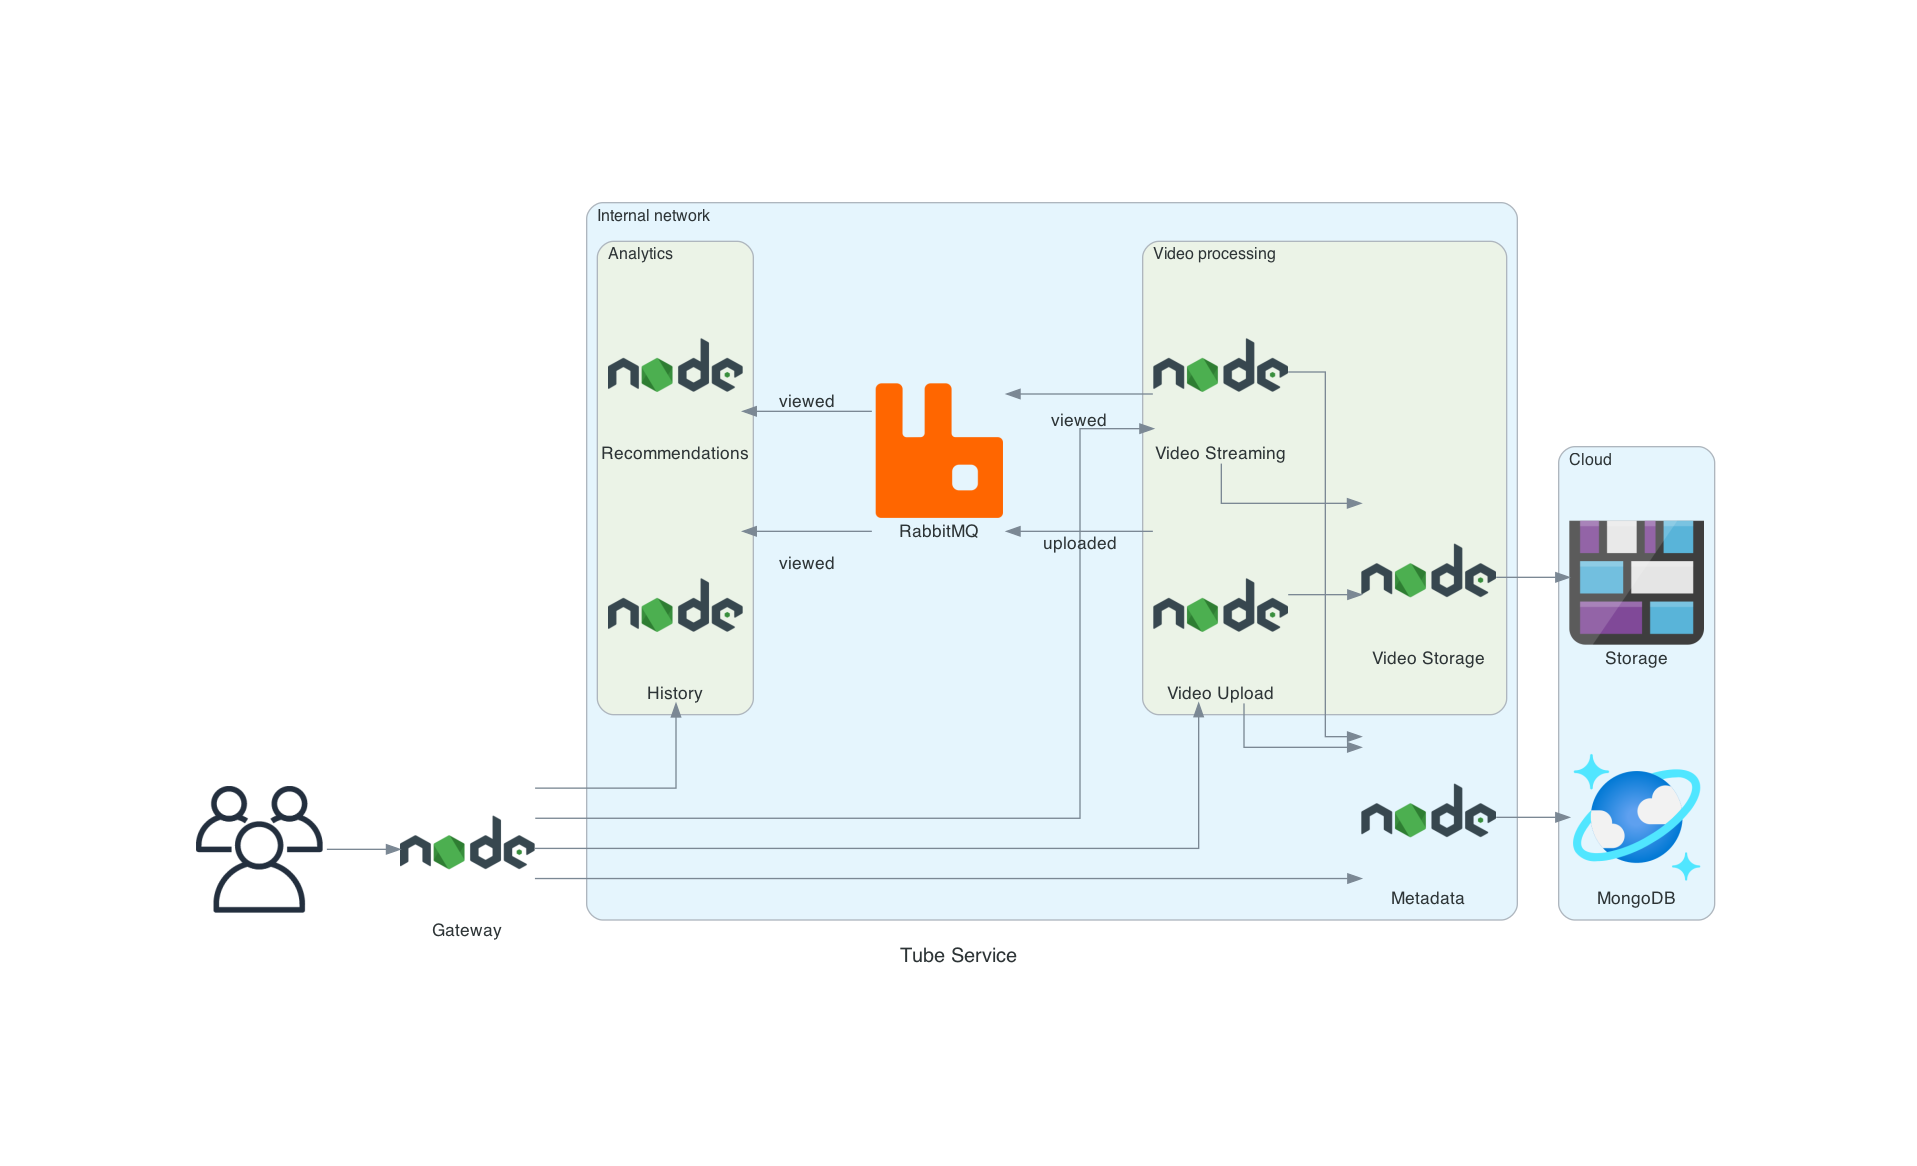 Internal network
Analytics
Video processing
node
node
viewed
viewed
Recommendations
Video Streaming
Cloud
RabbitMQ
uploaded
viewed
node
node
node
Video Storage
Storage
History
Video Upload
node
node
Metadata
MongoDB
Gateway
Tube Service